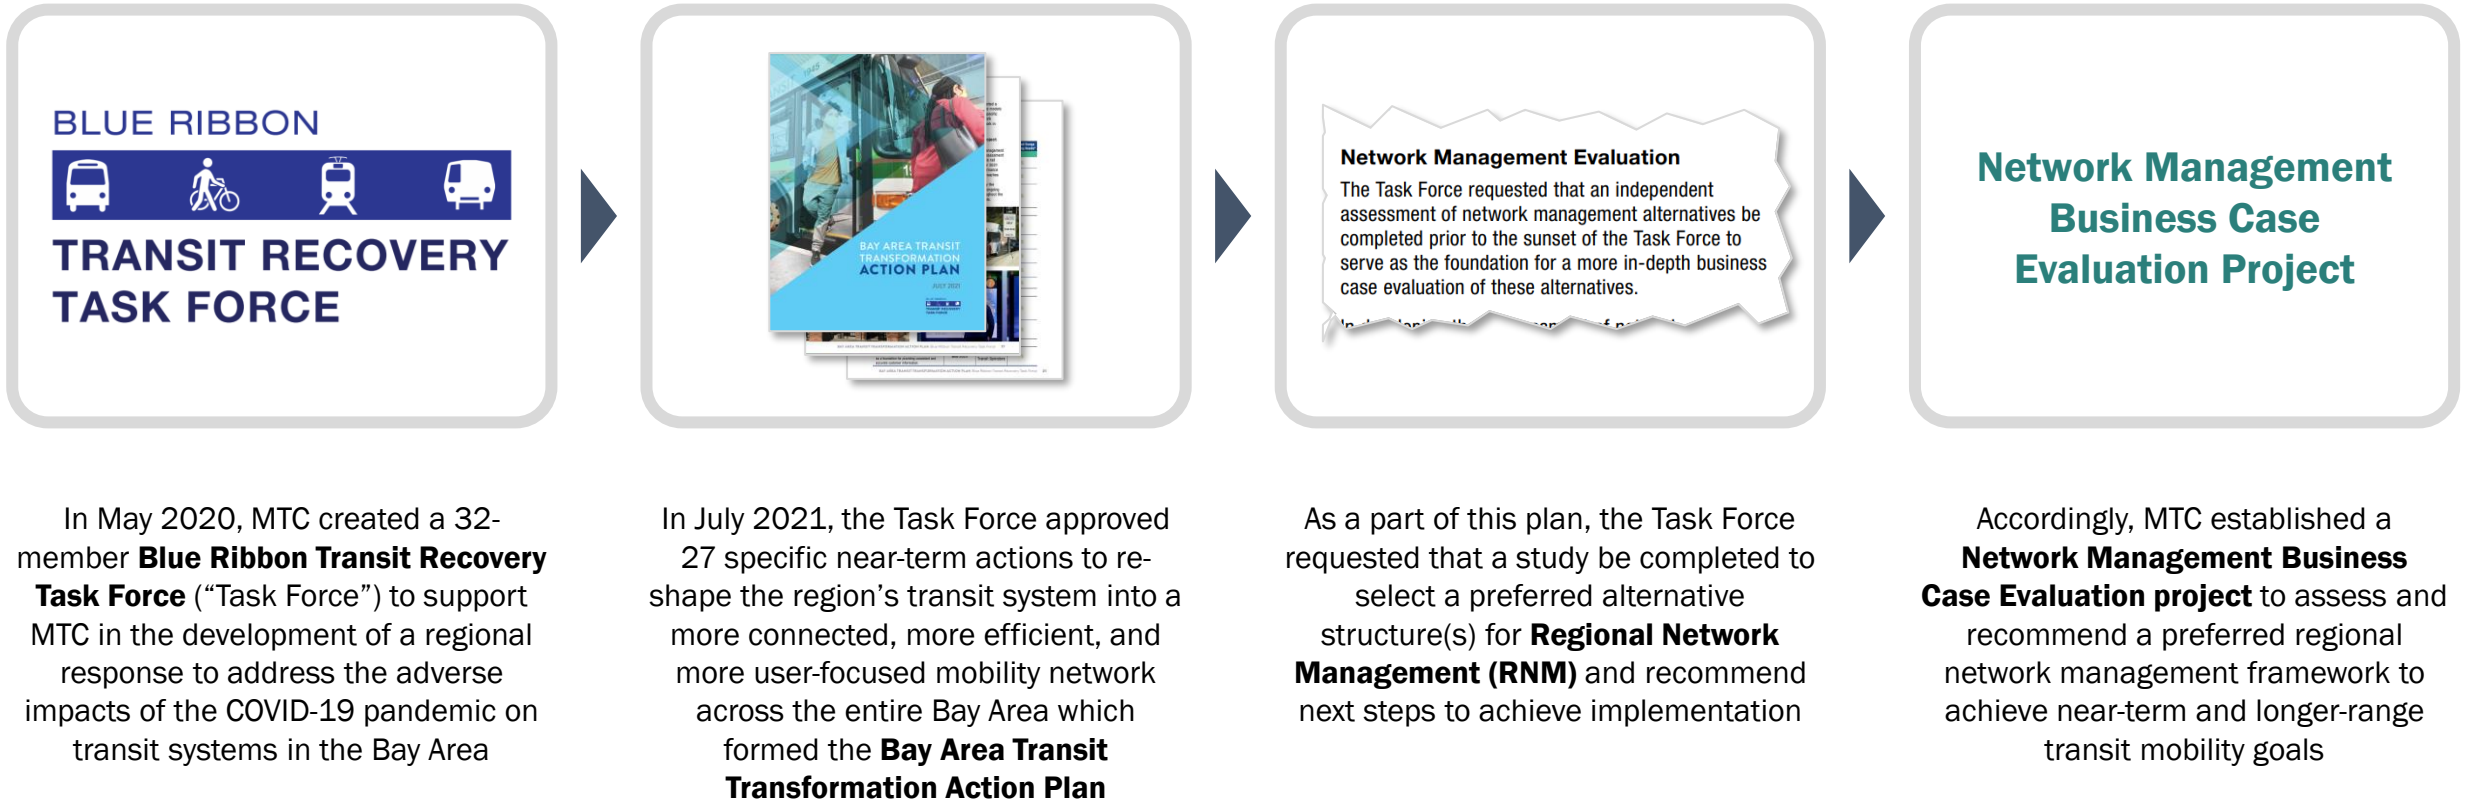 BLUE RIBBON
TRANSIT RECOVERY
TASK FORCE
In May 2020, MTC created a 32-
member Blue Ribbon Transit Recovery
Task Force (“Task Force”) to support
MTC in the development of a regional
response to address the adverse
impacts of the COVID-19 pandemic on
transit systems in the Bay Area
BAY AREA TRANSIT
TRANSFORMATION
ACTION PLAN
JULY 2021
In July 2021, the Task Force approved
27 specific near-term actions to re-
shape the region’s transit system into a
more connected, more efficient, and
more user-focused mobility network
across the entire Bay Area which
formed the Bay Area Transit
Transformation Action Plan
Network Management Evaluation
The Task Force requested that an independent
assessment of network management alternatives be
completed prior to the sunset of the Task Force to
serve as the foundation for a more in-depth business
case evaluation of these alternatives.
As a part of this plan, the Task Force
requested that a study be completed to
select a preferred alternative
structure(s) for Regional Network
Management (RNM) and recommend
next steps to achieve implementation
Network Management
Business Case
Evaluation Project
Accordingly, MTC established a
Network Management Business
Case Evaluation project to assess and
recommend a preferred regional
network management framework to
achieve near-term and longer-range
transit mobility goals